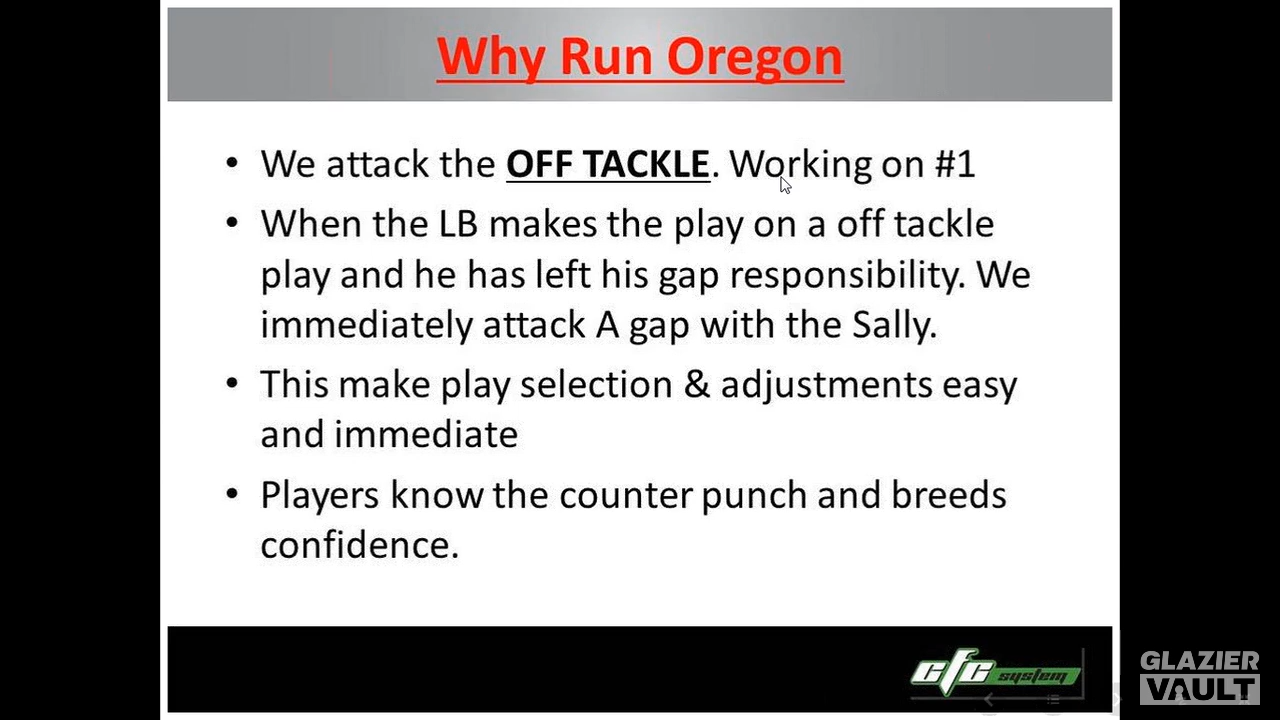 Why Run Oregon
• We attack the OFF TACKLE. Working on #1
• When the LB makes the play on a off tackle
play and he has left his gap responsibility. We
immediately attack A gap with the Sally.
• This make play selection & adjustments easy
and immediate
• Players know the counter punch and breeds
confidence.
cfc system
GLAZIER
VAULT